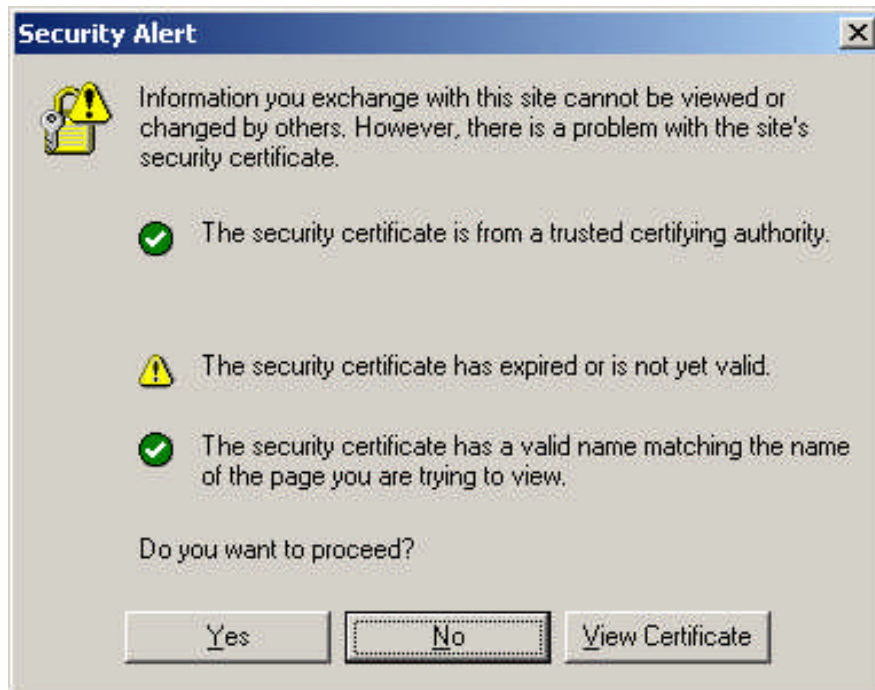 Security Alert
Information you exchange with this site cannot be viewed or
changed by others. However, there is a problem with the site's
security certificate.
The security certificate is from a trusted certifying authority.
The security certificate has expired or is not yet valid.
The security certificate has a valid name matching the name
of the page you are trying to view.
Do you want to proceed?
Yes No View Certificate